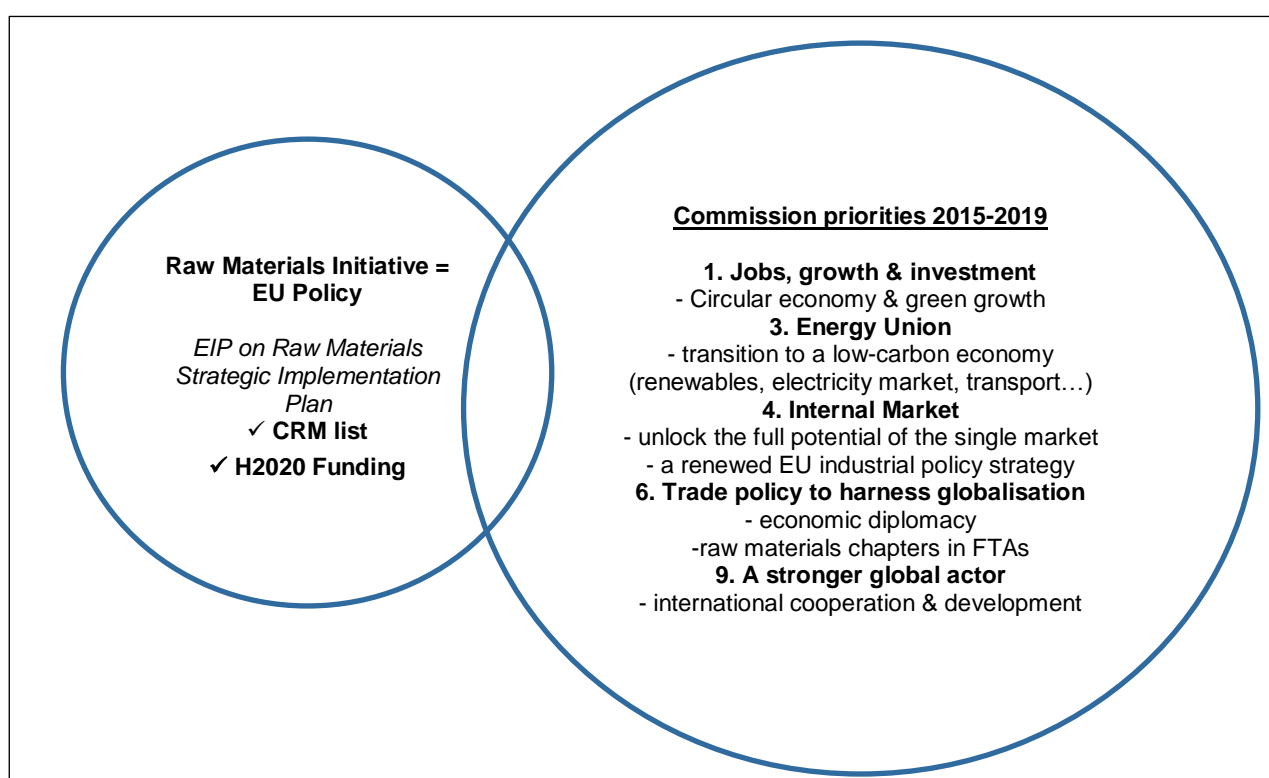 Raw Materials Initiative =
EU Policy
EIP on Raw Materials
Strategic Implementation
Plan
✓ CRM list
✓ H2020 Funding
Commission priorities 2015-2019
1. Jobs, growth & investment
- Circular economy & green growth
3. Energy Union
- transition to a low-carbon economy
(renewables, electricity market, transport…)
4. Internal Market
- unlock the full potential of the single market
- a renewed EU industrial policy strategy
6. Trade policy to harness globalisation
- economic diplomacy
-raw materials chapters in FTAs
9. A stronger global actor
- international cooperation & development